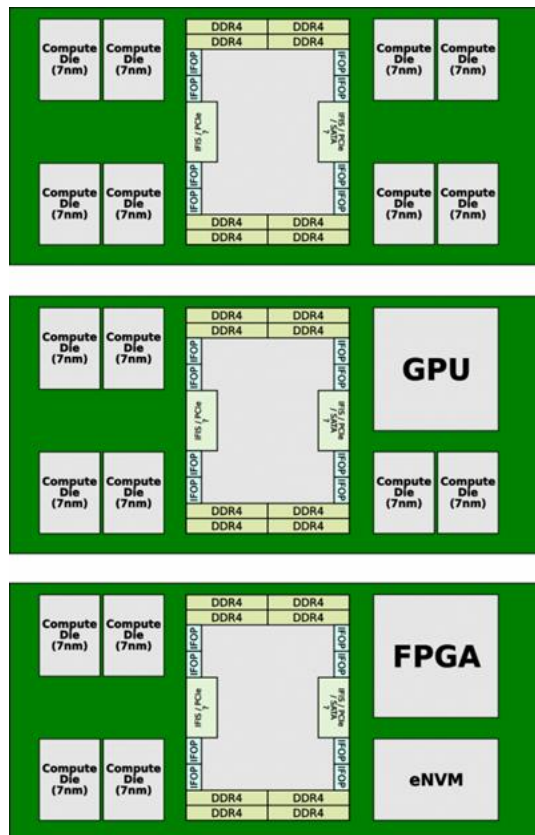 Compute Die (7nm)
Compute Die (7nm)
DDR4 DDR4
DDR4 DDR4
IFOP
IFOP
IFIS / PCIe ?
IFOP
IFOP
IFOP
IFOP
IFIS / PCIe / SATA ?
IFOP
IFOP
Compute Die (7nm)
Compute Die (7nm)
Compute Die (7nm)
Compute Die (7nm)
DDR4 DDR4
DDR4 DDR4
Compute Die (7nm)
Compute Die (7nm)
Compute Die (7nm)
Compute Die (7nm)
DDR4 DDR4
DDR4 DDR4
IFOP
IFOP
IFIS / PCIe ?
IFOP
IFOP
IFOP
IFOP
IFIS / PCIe / SATA ?
IFOP
IFOP
GPU
Compute Die (7nm)
Compute Die (7nm)
DDR4 DDR4
DDR4 DDR4
Compute Die (7nm)
Compute Die (7nm)
Compute Die (7nm)
Compute Die (7nm)
DDR4 DDR4
DDR4 DDR4
IFOP
IFOP
IFIS / PCIe ?
IFOP
IFOP
IFOP
IFOP
IFIS / PCIe / SATA ?
IFOP
IFOP
FPGA
Compute Die (7nm)
Compute Die (7nm)
DDR4 DDR4
DDR4 DDR4
eNVM